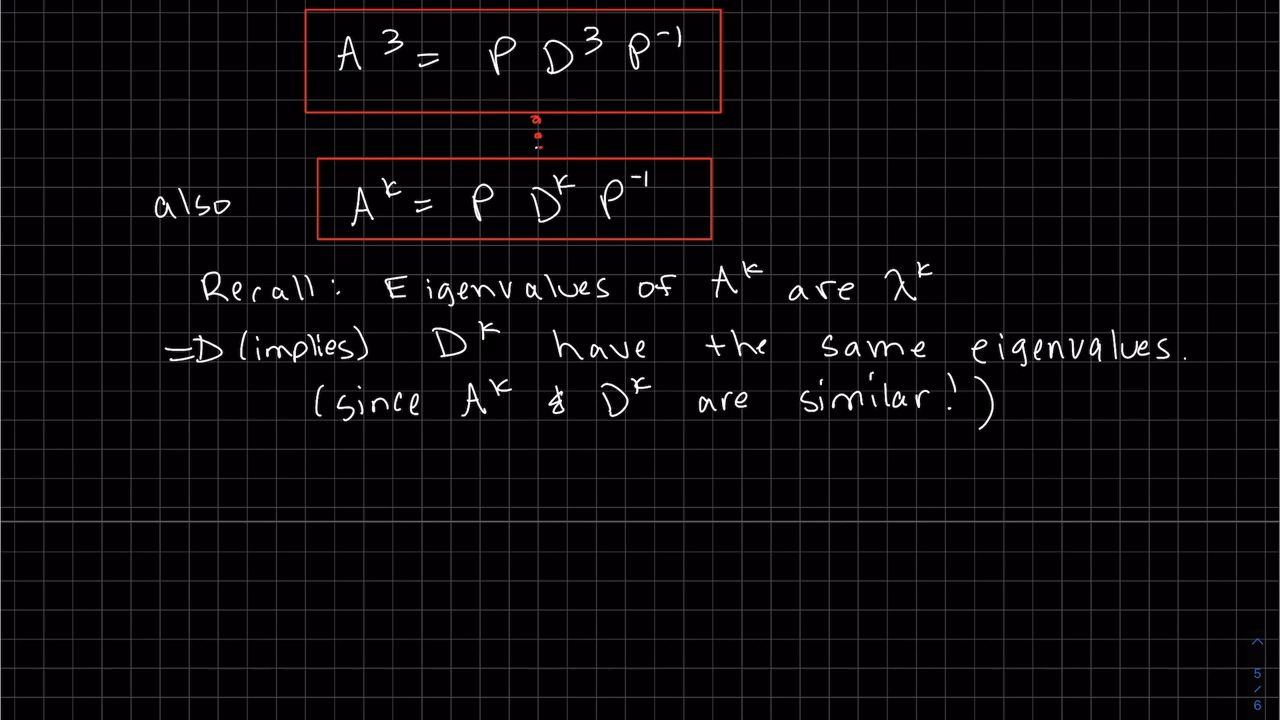 A³ = P D³ P⁻¹
also Aᵏ = P Dᵏ P⁻¹
Recall: Eigenvalues of Aᵏ are λᵏ
=D (implies) Dᵏ have the same eigenvalues.
(since Aᵏ & Dᵏ are similar!)
5
/
6